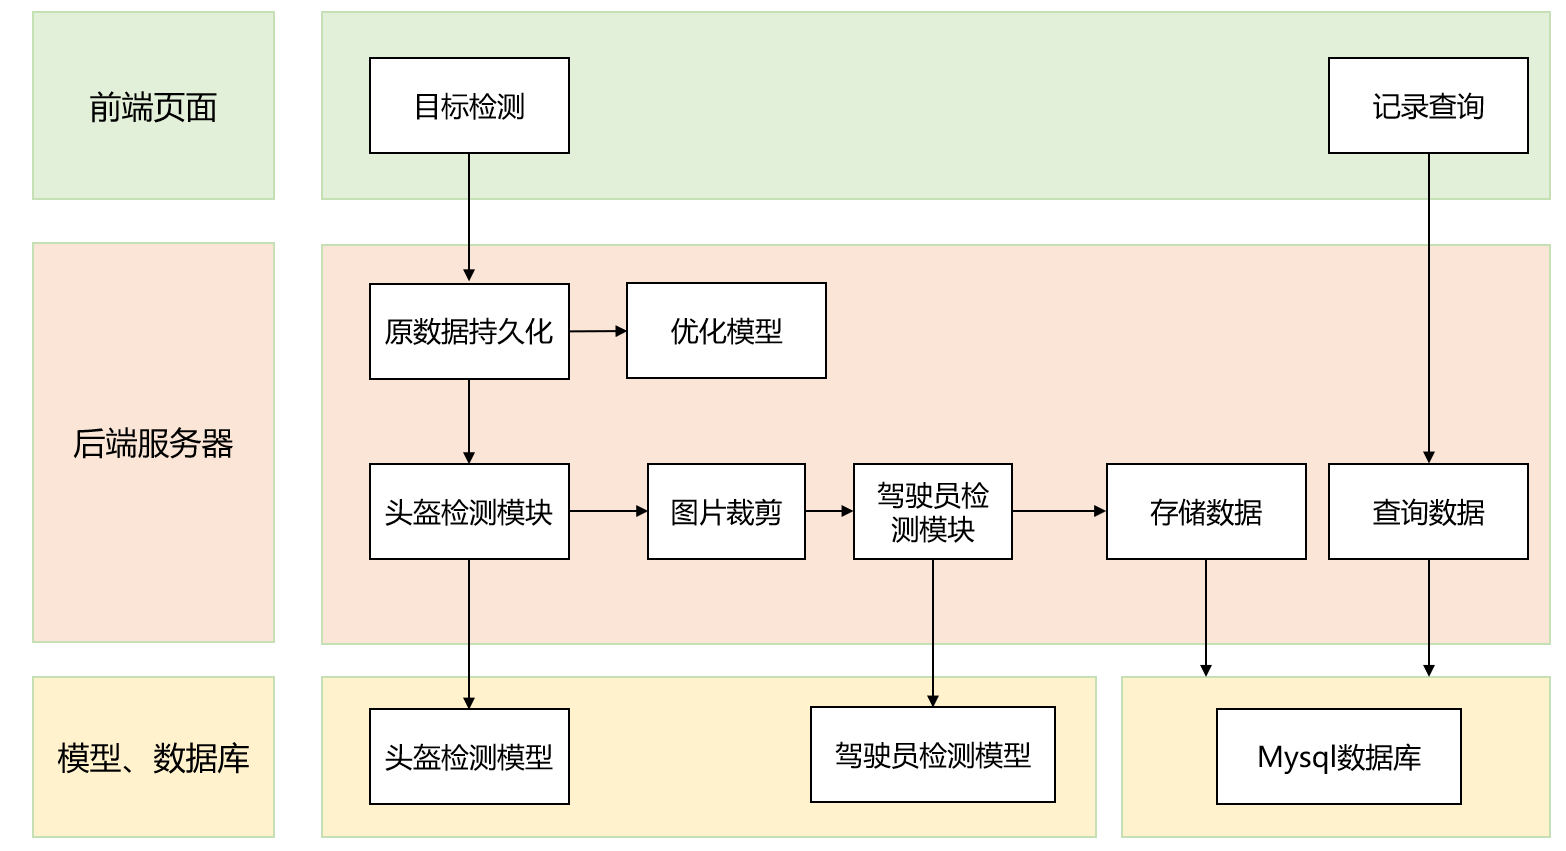 前端页面
目标检测
记录查询
后端服务器
原数据持久化
优化模型
头盔检测模块
图片裁剪
驾驶员检
测模块
存储数据
查询数据
模型、数据库
头盔检测模型
驾驶员检测模型
Mysql数据库